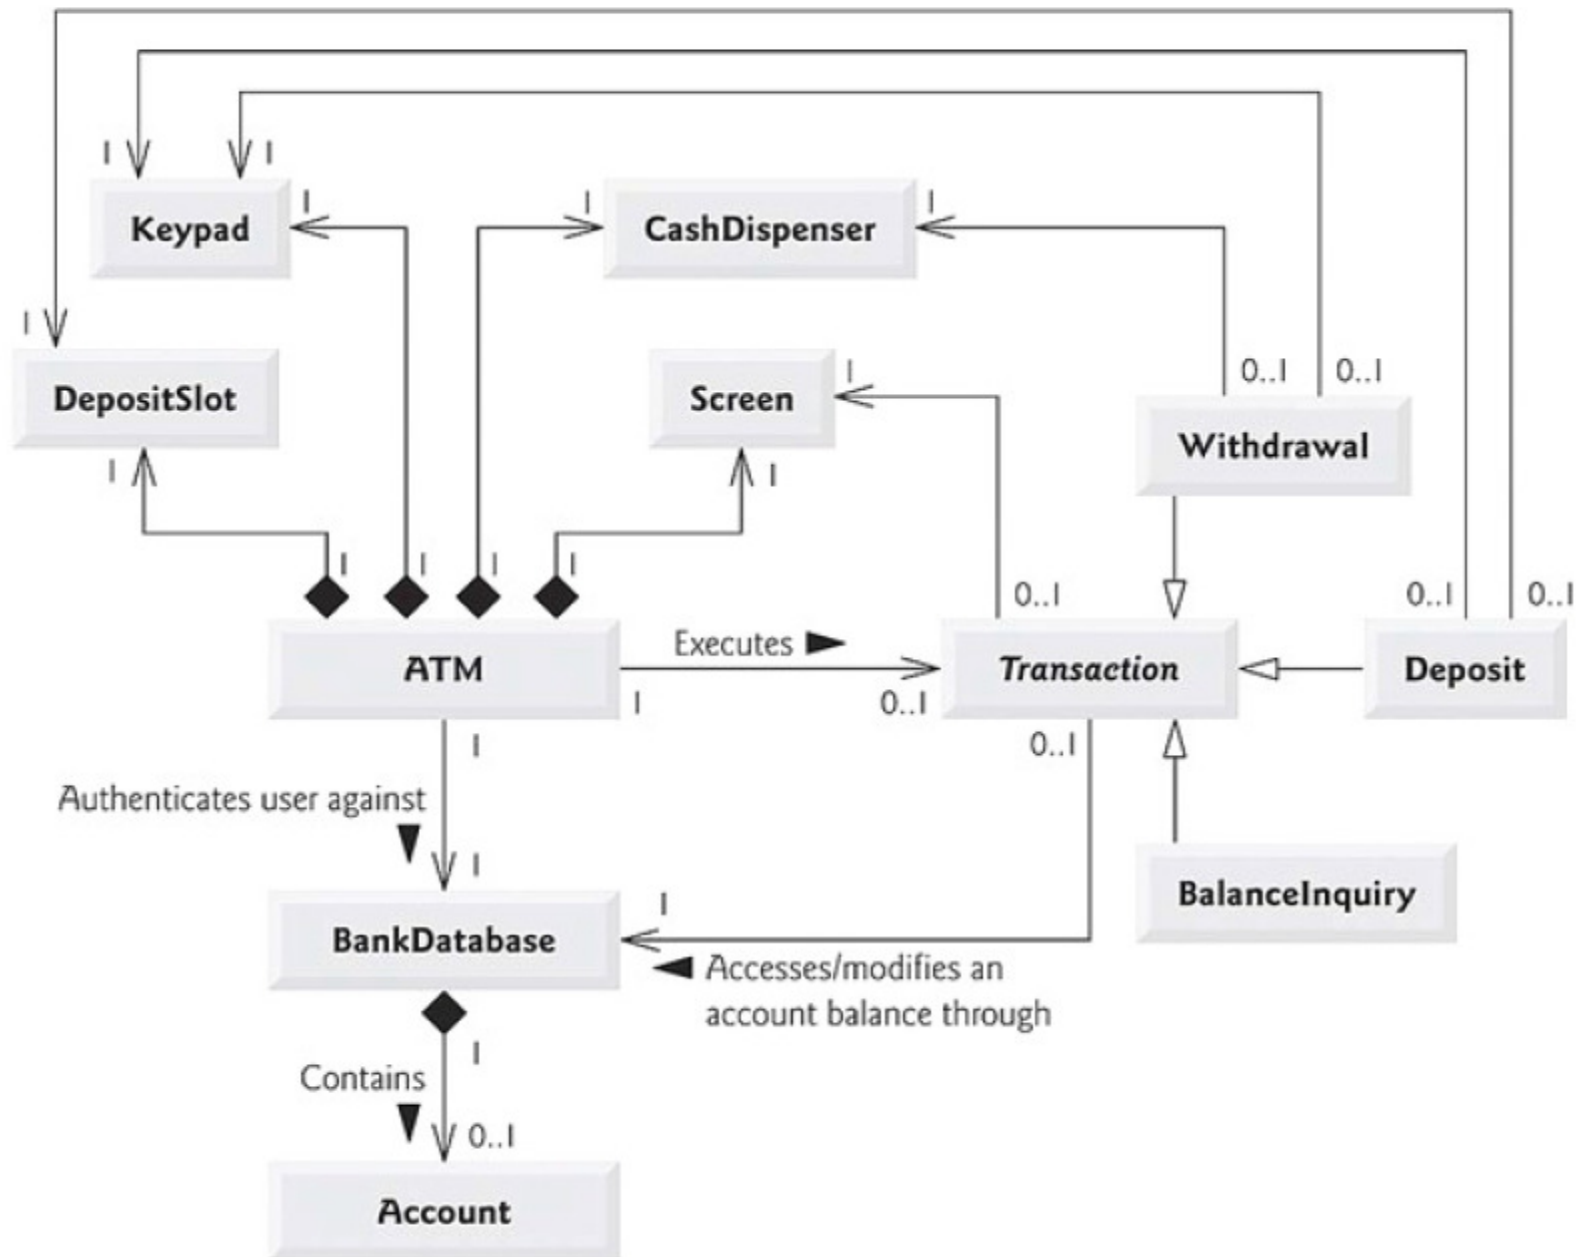 1
1
1
1
1
Keypad
CashDispenser
1
DepositSlot
1
Screen
0..1
0..1
Withdrawal
1
1
1
1
1
1
0..1
0..1
0..1
ATM
Executes
Transaction
Deposit
1
0..1
1
0..1
Authenticates user against
1
BalanceInquiry
1
BankDatabase
Accesses/modifies an
account balance through
1
Contains
0..1
Account